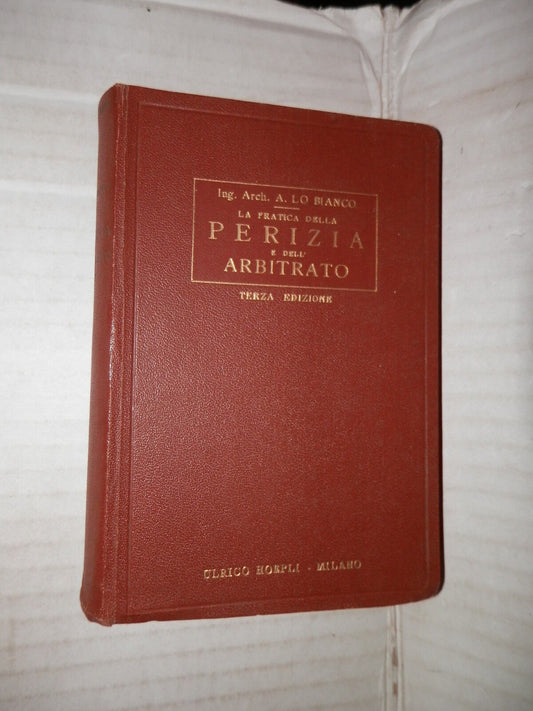 Ing. Arch. A. LO BIANCO
LA PRATICA DELLA
PERIZIA
E DELL'
ARBITRATO
TERZA EDIZIONE
ULRICO HOEPLI - MILANO